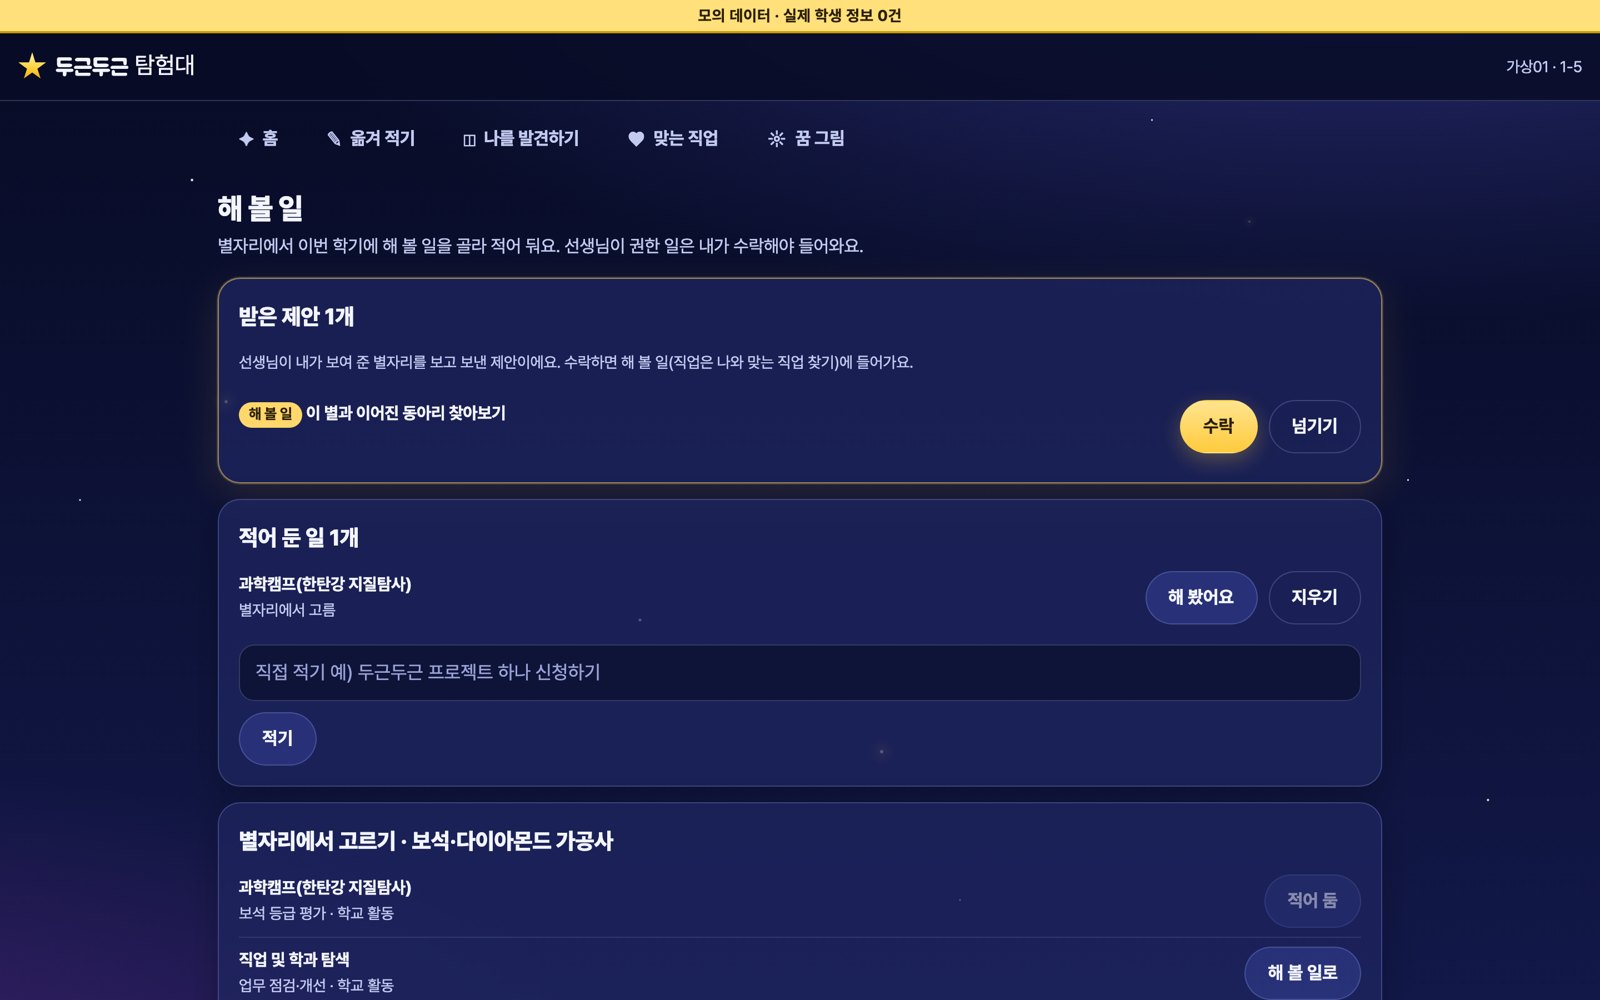 모의 데이터 · 실제 학생 정보 0건
두근두근 탐험대
가상01 · 1-5
홈
옮겨 적기
나를 발견하기
맞는 직업
꿈 그림
해 볼 일
별자리에서 이번 학기에 해 볼 일을 골라 적어 둬요. 선생님이 권한 일은 내가 수락해야 들어와요.
받은 제안 1개
선생님이 내가 보여 준 별자리를 보고 보낸 제안이에요. 수락하면 해 볼 일(직업은 나와 맞는 직업 찾기)에 들어가요.
해 볼 일 이 별과 이어진 동아리 찾아보기
수락
넘기기
적어 둔 일 1개
과학캠프(한탄강 지질탐사)
별자리에서 고름
해 봤어요
지우기
직접 적기 예) 두근두근 프로젝트 하나 신청하기
적기
별자리에서 고르기 · 보석·다이아몬드 가공사
과학캠프(한탄강 지질탐사)
보석 등급 평가 · 학교 활동
적어 둠
직업 및 학과 탐색
업무 점검·개선 · 학교 활동
해 볼 일로